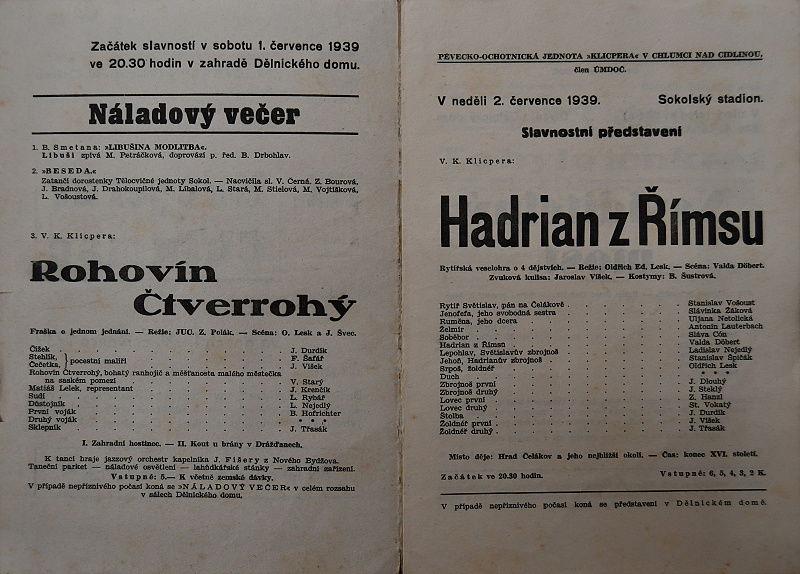 Začátek slavností v sobotu 1. července 1939
ve 20.30 hodin v zahradě Dělnického domu.
Náladový večer
1. B. Smetana: »LIBUŠINA MODLITBA«.
Libuši zpívá M. Petráčková, doprovází p. řed. B. Drbohlav.
2. »BESEDA.«
Zatančí dorostenky Tělocvičné jednoty Sokol. — Nacvičila sl. V. Černá. Z. Bourová,
J. Bradnová, J. Drahokoupilová, M. Libalová, L. Stará, M. Stielová, M. Vojtíšková,
L. Vošoustová.
3. V. K. Klicpera:
Rohovín
Čtverrohý
Fraška o jednom jednání. — Režie: JUC. Z. Polák. — Scéna: O. Lesk a J. Švec.
Čížek . . . . . . . . . . J. Durdík
Stehlík, } pocestní malíři . . . . . . . F. Šafář
Čečetka, . . . . . . . J. Víšek
Rohovín Čtverrohý, bohatý ranhojič a měšťanosta malého městečka
na saském pomezí . . . . . . . V. Starý
Matiáš Lelek, representant . . . . . . . J. Krenčík
Sudí . . . . . . . . . . L. Rybář
Důstojník . . . . . . . . . L. Nejedlý
První voják . . . . . . . . . B. Hofrichter
Druhý voják . . . . . . . . . * * *
Sklepník . . . . . . . . . . J. Třasák
I. Zahradní hostinec. — II. Kout u brány v Drážďanech.
K tanci hraje jazzový orchestr kapelníka J. Fišery z Nového Bydžova.
Taneční parket — náladové osvětlení — lahůdkářské stánky — zahradní zařízení.
Vstupné: 5,— K včetně zemské dávky.
V případě nepříznivého počasí koná se »NÁLADOVÝ VEČER« v celém rozsahu
v sálech Dělnického domu.
PĚVECKO-OCHOTNICKÁ JEDNOTA »KLICPERA« V CHLUMCI NAD CIDLINOU,
člen ÚMDOČ.
V neděli 2. července 1939. Sokolský stadion.
Slavnostní představení
V. K. Klicpera:
Hadrian z Římsu
Rytířská veselohra o 4 dějstvích. — Režie: Oldřich Ed. Lesk. — Scéna: Valda Döbert.
Zvuková kulisa: Jaroslav Víšek. — Kostymy: B. Šustrová.
Rytíř Světislav, pán na Čelákově . . . . . . . Stanislav Vošoust
Jenofefa, jeho svobodná sestra . . . . . . . Slávinka Žáková
Ruměna, jeho dcera . . . . . . . Uljana Netolická
Želmír . . . . . . . . . . Antonín Lauterbach
Soběbor . . . . . . . . . . Sláva Cón
Hadrian z Římsu . . . . . . . . . Valda Döbert
Lepohlav, Světislavův zbrojnoš . . . . . . . Ladislav Nejedlý
Jehoň, Hadrianův zbrojnoš . . . . . . . Stanislav Špičák
Srpoš, žoldnéř . . . . . . . . . Oldřich Lesk
Duch . . . . . . . . . . * * *
Zbrojnoš první . . . . . . . . . J. Dlouhý
Zbrojnoš druhý . . . . . . . . . J. Steklý
Lovec první . . . . . . . . . Z. Hanzl
Lovec druhý . . . . . . . . . St. Vokatý
Štolba . . . . . . . . . . J. Durdík
Žoldnéř první . . . . . . . . . J. Víšek
Žoldnéř druhý . . . . . . . . . J. Třasák
Místo děje: Hrad Čelákov a jeho nejbližší okolí. — Čas: konec XVI. století.
Začátek ve 20.30 hodin. Vstupné: 6, 5, 4, 3, 2 K.
V případě nepříznivého počasí koná se představení v Dělnickém domě.